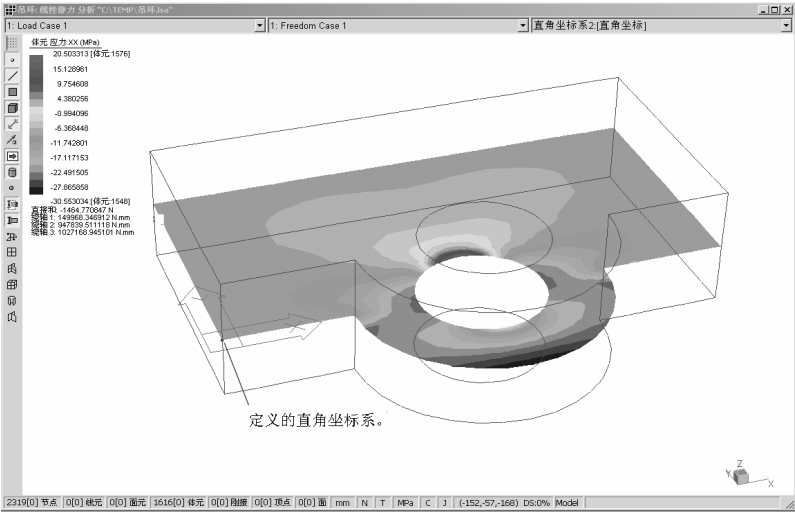 吊环: 线性静力 分析 "C:\TEMP\吊环.lsa"
1: Load Case 1
1: Freedom Case 1
直角坐标系2:[直角坐标]
体元 应力:XX (MPa)
20.503313 [体元:1576]
15.128961
9.754608
4.380256
-0.994096
-6.368448
-11.742801
-17.117153
-22.491505
-27.865858
-30.553034 [体元:1548]
直接和: -1464.770847 N
绕轴 1: 149968.346912 N.mm
绕轴 2: 947839.511118 N.mm
绕轴 3: 1027168.945101 N.mm
定义的直角坐标系。
Z
Y
X
2319[0] 节点 0[0] 线元 0[0] 面元 1616[0] 体元 0[0] 刚接 0[0] 顶点 0[0] 面 mm N T MPa C J (-152,-57,-168) DS:0% Model